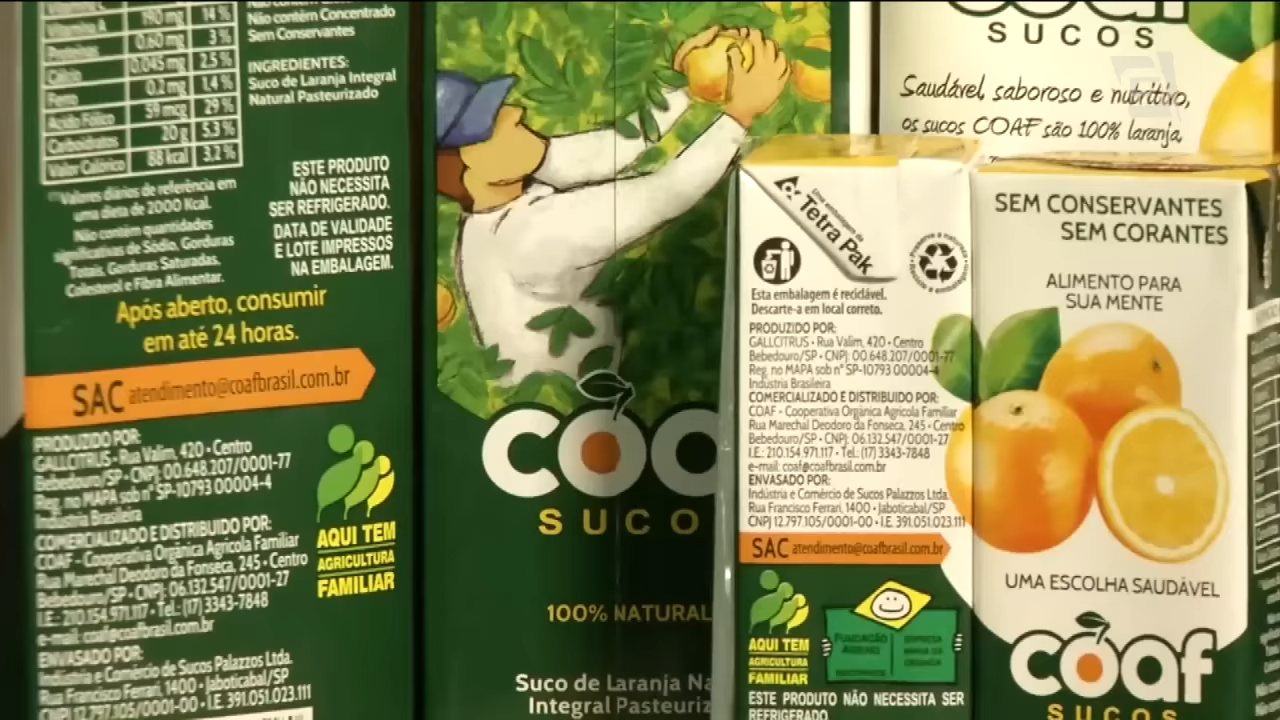 Vitamina C 190 mg 14 %
Vitamina A 0,60 mg 3 %
Proteínas 0,045 mg 2,5 %
Cálcio 0,2 mg 1,4 %
Ferro 59 mcg 29 %
Ácido Fólico 20 g 5,3 %
Carboidratos 88 kcal 3,2 %
Valor Calórico
Não contém Concentrado
Sem Conservantes
INGREDIENTES:
Suco de Laranja Integral
Natural Pasteurizado
ESTE PRODUTO
NÃO NECESSITA
SER REFRIGERADO.
DATA DE VALIDADE
E LOTE IMPRESSOS
NA EMBALAGEM.
Valores diários de referência em
uma dieta de 2000 Kcal.
Não contém quantidades
significativas de Sódio, Gorduras
Totais, Gorduras Saturadas,
Colesterol e Fibra Alimentar.
Após aberto, consumir
em até 24 horas.
SAC atendimento@coafbrasil.com.br
PRODUZIDO POR:
GALLCITRUS • Rua Valim, 420 • Centro
Bebedouro/SP • CNPJ: 00.648.207/0001-77
Reg. no MAPA sob nº SP-10793 00004-4
Indústria Brasileira
COMERCIALIZADO E DISTRIBUIDO POR:
COAF - Cooperativa Orgânica Agrícola Familiar
Rua Marechal Deodoro da Fonseca, 245 • Centro
Bebedouro/SP • CNPJ: 06.132.547/0001-27
I.E.: 210.154.971.117 • Tel.: (17) 3343-7848
e-mail: coaf@coafbrasil.com.br
ENVASADO POR:
Indústria e Comércio de Sucos Palazzos Ltda.
Rua Francisco Ferrari, 1400 • Jaboticabal/SP
CNPJ 12.797.105/0001-00 • I.E 391.051.023.111
AQUI TEM
AGRICULTURA
FAMILIAR
SUCO
100% NATURAL
Suco de Laranja Na
Integral Pasteuriz
coaf
SUCOS
Saudável, saboroso e nutritivo,
os sucos COAF são 100% laranja,
Uma embalagem da
Tetra Pak
Esta embalagem é reciclável.
Descarte-a em local correto.
PRODUZIDO POR:
GALLCITRUS • Rua Valim, 420 • Centro
Bebedouro/SP • CNPJ: 00.648.207/0001-77
Reg. no MAPA sob nº SP-10793 00004-4
Indústria Brasileira
COMERCIALIZADO E DISTRIBUIDO POR:
COAF - Cooperativa Orgânica Agrícola Familiar
Rua Marechal Deodoro da Fonseca, 245 • Centro
Bebedouro/SP • CNPJ: 06.132.547/0001-27
I.E.: 210.154.971.117 • Tel.: (17) 3343-7848
e-mail: coaf@coafbrasil.com.br
ENVASADO POR:
Indústria e Comércio de Sucos Palazzos Ltda.
Rua Francisco Ferrari, 1400 • Jaboticabal/SP
CNPJ 12.797.105/0001-00 • I.E. 391.051.023.111
SAC atendimento@coafbrasil.com.br
AQUI TEM
AGRICULTURA
FAMILIAR
ESTE PRODUTO NÃO NECESSITA SER
REFRIGERADO.
SEM CONSERVANTES
SEM CORANTES
ALIMENTO PARA
SUA MENTE
UMA ESCOLHA SAUDÁVEL
coaf
SUCOS